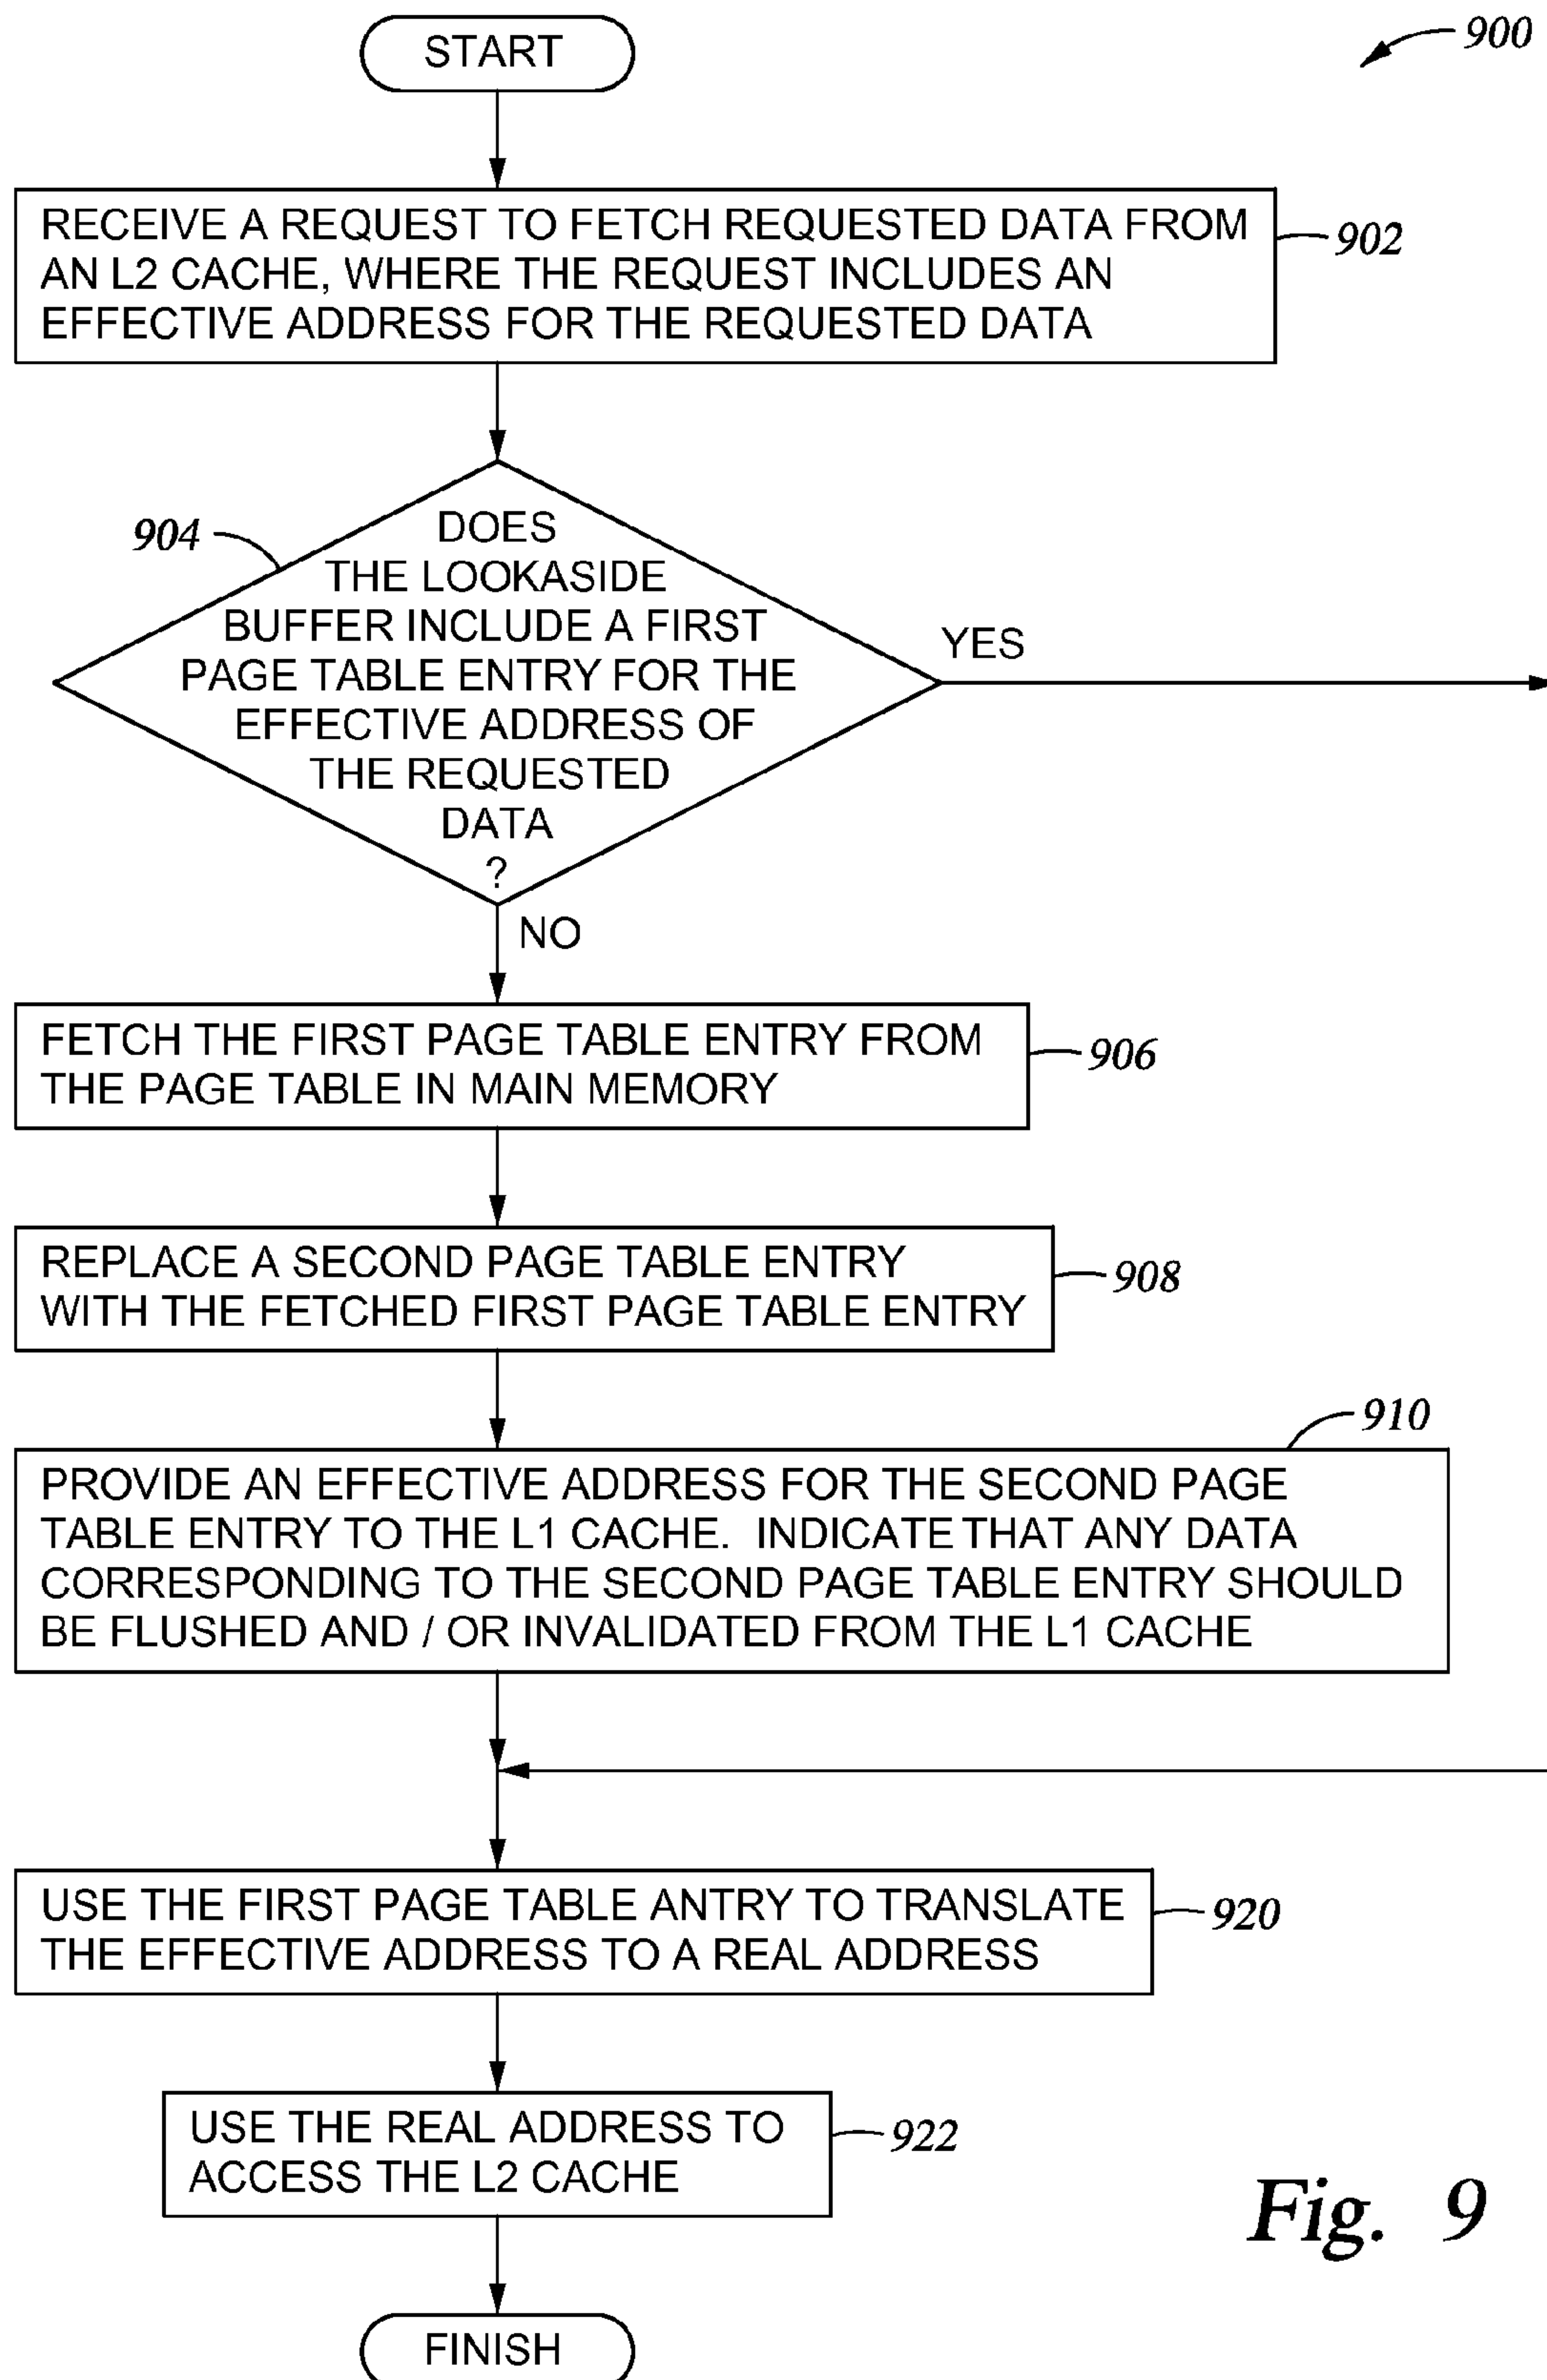 START
900
RECEIVE A REQUEST TO FETCH REQUESTED DATA FROM
AN L2 CACHE, WHERE THE REQUEST INCLUDES AN
EFFECTIVE ADDRESS FOR THE REQUESTED DATA
902
904
DOES
THE LOOKASIDE
BUFFER INCLUDE A FIRST
PAGE TABLE ENTRY FOR THE
EFFECTIVE ADDRESS OF
THE REQUESTED
DATA
?
YES
NO
FETCH THE FIRST PAGE TABLE ENTRY FROM
THE PAGE TABLE IN MAIN MEMORY
906
REPLACE A SECOND PAGE TABLE ENTRY
WITH THE FETCHED FIRST PAGE TABLE ENTRY
908
910
PROVIDE AN EFFECTIVE ADDRESS FOR THE SECOND PAGE
TABLE ENTRY TO THE L1 CACHE. INDICATE THAT ANY DATA
CORRESPONDING TO THE SECOND PAGE TABLE ENTRY SHOULD
BE FLUSHED AND / OR INVALIDATED FROM THE L1 CACHE
USE THE FIRST PAGE TABLE ANTRY TO TRANSLATE
THE EFFECTIVE ADDRESS TO A REAL ADDRESS
920
USE THE REAL ADDRESS TO
ACCESS THE L2 CACHE
922
Fig. 9
FINISH